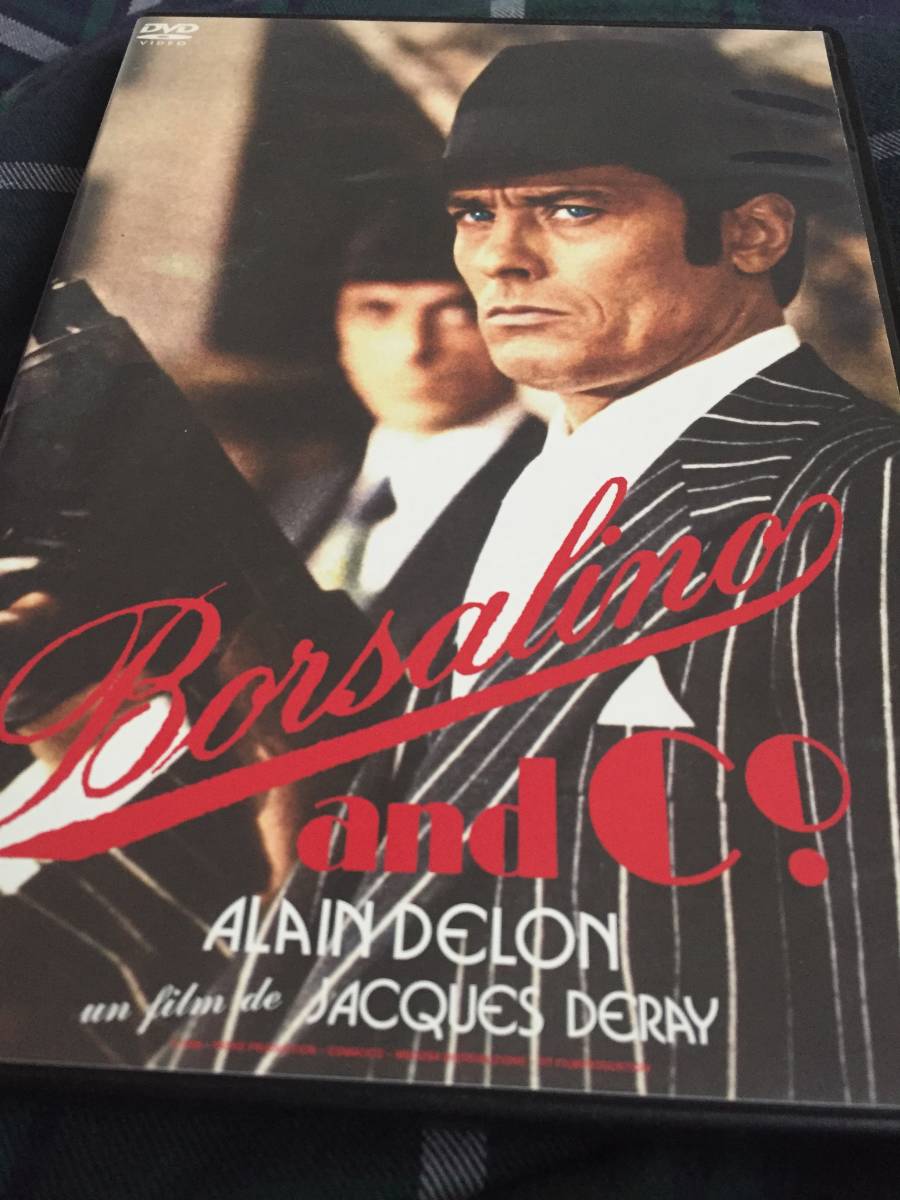 DVD
VIDEO
Borsalino
and Co.
ALAIN DELON
un film de JACQUES DERAY